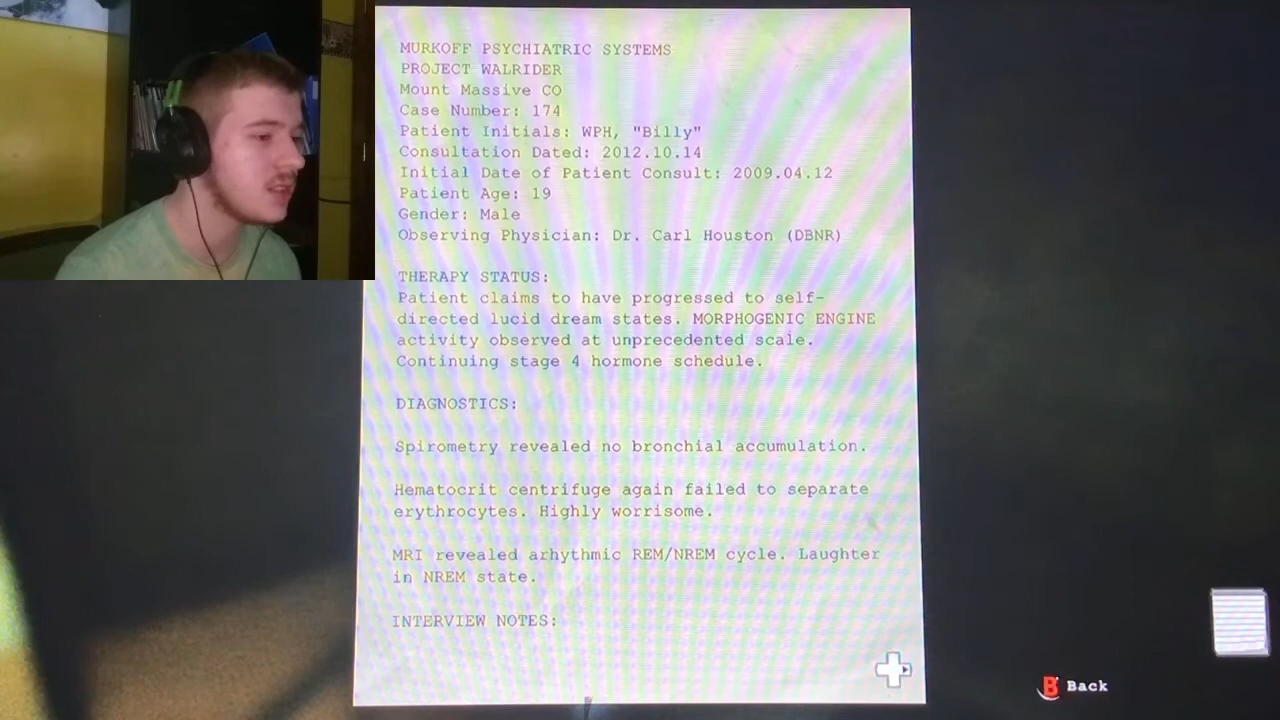 MURKOFF PSYCHIATRIC SYSTEMS
PROJECT WALRIDER
Mount Massive CO
Case Number: 174
Patient Initials: WPH, "Billy"
Consultation Dated: 2012.10.14
Initial Date of Patient Consult: 2009.04.12
Patient Age: 19
Gender: Male
Observing Physician: Dr. Carl Houston (DBNR)
THERAPY STATUS:
Patient claims to have progressed to self-
directed lucid dream states. MORPHOGENIC ENGINE
activity observed at unprecedented scale.
Continuing stage 4 hormone schedule.
DIAGNOSTICS:
Spirometry revealed no bronchial accumulation.
Hematocrit centrifuge again failed to separate
erythrocytes. Highly worrisome.
MRI revealed arhythmic REM/NREM cycle. Laughter
in NREM state.
INTERVIEW NOTES:
B Back